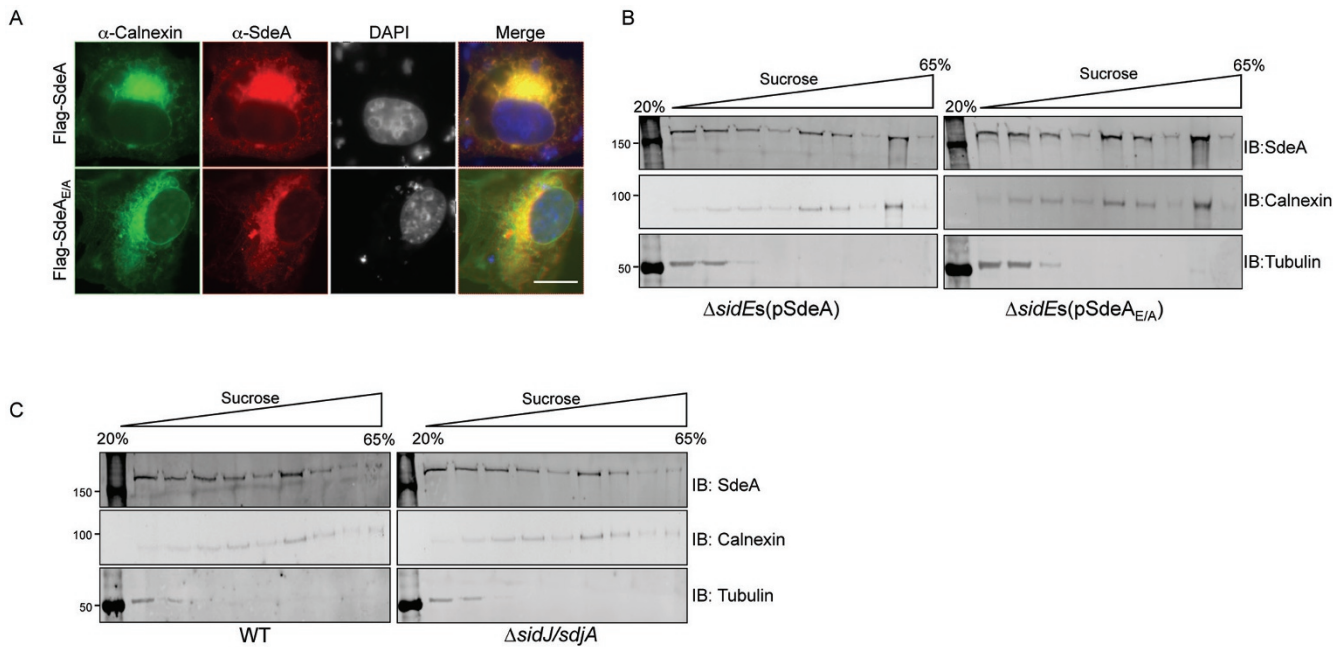 A
α-Calnexin α-SdeA DAPI Merge
Flag-SdeA
Flag-SdeA_E/A
B
Sucrose 65% Sucrose 65%
20% 20%
150 IB:SdeA
100 IB:Calnexin
50 IB:Tubulin
ΔsidEs(pSdeA) ΔsidEs(pSdeA_E/A)
C
Sucrose Sucrose
20% 65% 20% 65%
150 IB: SdeA
100 IB: Calnexin
50 IB: Tubulin
WT ΔsidJ/sdjA